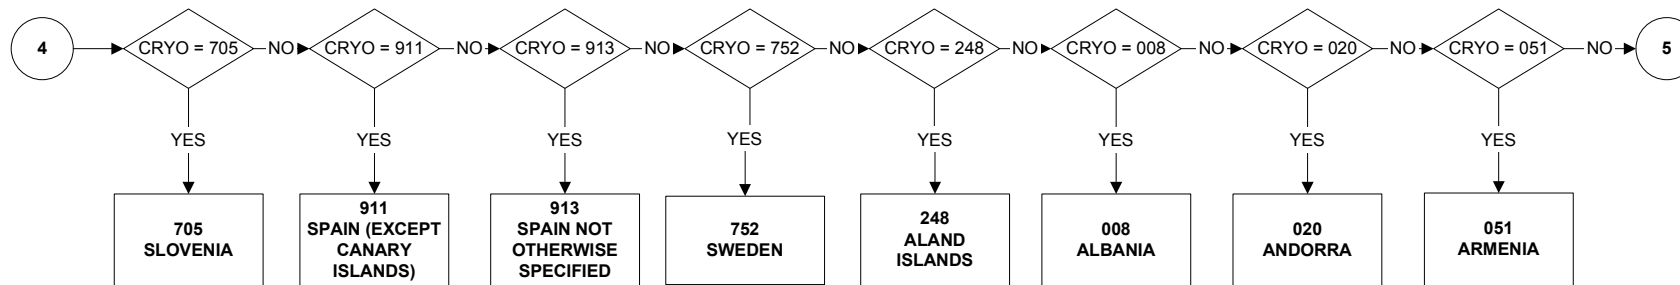 4
CRYO = 705
NO
CRYO = 911
NO
CRYO = 913
NO
CRYO = 752
NO
CRYO = 248
NO
CRYO = 008
NO
CRYO = 020
NO
CRYO = 051
NO
5
YES
YES
YES
YES
YES
YES
YES
YES
705
SLOVENIA
911
SPAIN (EXCEPT
CANARY
ISLANDS)
913
SPAIN NOT
OTHERWISE
SPECIFIED
752
SWEDEN
248
ALAND
ISLANDS
008
ALBANIA
020
ANDORRA
051
ARMENIA